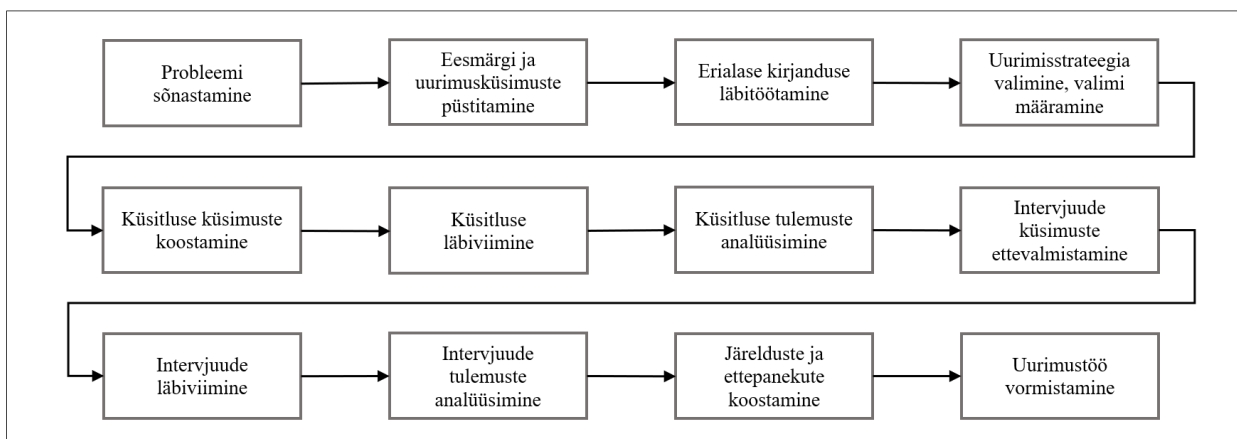 Probleemi
sõnastamine
Eesmärgi ja
uurimusküsimuste
püstitamine
Erialase kirjanduse
läbitöötamine
Uurimisstrateegia
valimine, valimi
määramine
Küsitluse küsimuste
koostamine
Küsitluse
läbiviimine
Küsitluse tulemuste
analüüsimine
Intervjuude
küsimuste
ettevalmistamine
Intervjuude
läbiviimine
Intervjuude
tulemuste
analüüsimine
Järelduste ja
ettepanekute
koostamine
Uurimustöö
vormistamine